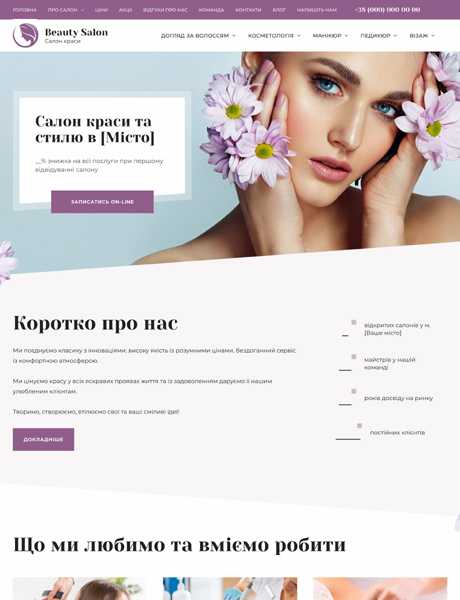 ГОЛОВНА ПРО САЛОН ЦІНИ АКЦІЇ ВІДГУКИ ПРО НАС КОМАНДА КОНТАКТИ БЛОГ НАПИШІТЬ НАМ +38 (000) 000 00 00
Beauty Salon
Салон краси
ДОГЛЯД ЗА ВОЛОССЯМ КОСМЕТОЛОГІЯ МАНІКЮР ПЕДИКЮР ВІЗАЖ
Салон краси та
стилю в [Місто]
__% знижка на всі послуги при першому
відвідуванні салону
ЗАПИСАТИСЬ ON-LINE
Коротко про нас
Ми поєднуємо класику з інноваціями, високу якість із розумними цінами, бездоганний сервіс
із комфортною атмосферою.
Ми цінуємо красу у всіх яскравих проявах життя та із задоволенням даруємо її нашим
улюбленим клієнтам.
Творимо, створюємо, втілюємо свої та ваші сміливі ідеї!
ДОКЛАДНІШЕ
__ відкритих салонів у м.
[Ваше місто]
__ майстрів у нашій
команді
__ років досвіду на ринку
__ постійних клієнтів
Що ми любимо та вміємо робити